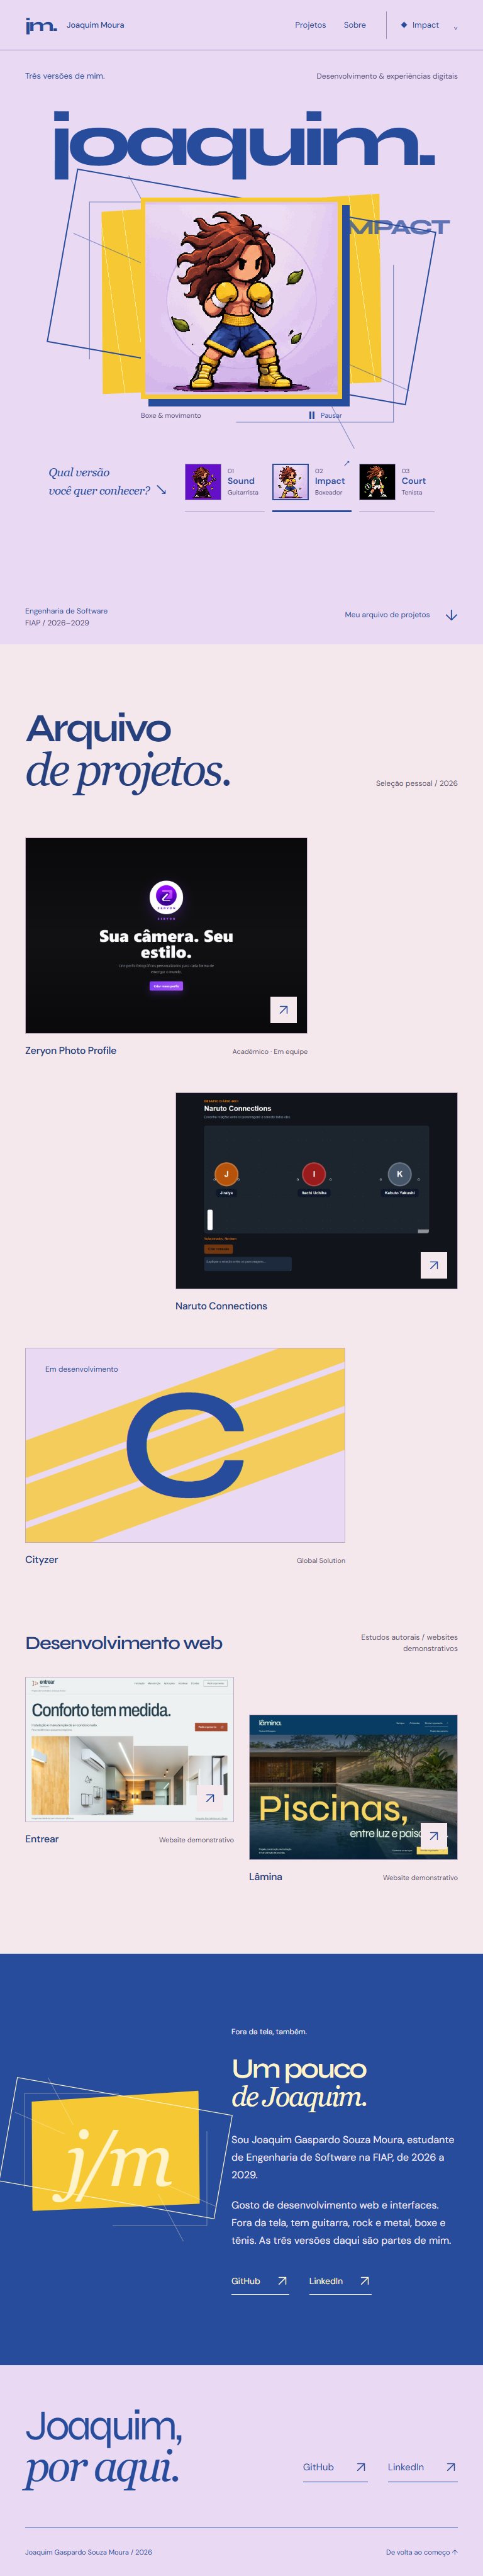 jm. Joaquim Moura
Projetos Sobre Impact
Três versões de mim.
Desenvolvimento & experiências digitais
joaquim.
MPACT
Boxe & movimento
Pausar
Qual versão
você quer conhecer?
01
Sound
Guitarrista
02
Impact
Boxeador
03
Court
Tenista
Engenharia de Software
FIAP / 2026–2029
Meu arquivo de projetos
Arquivo
de projetos.
Seleção pessoal / 2026
Sua câmera. Seu
estilo.
Zeryon Photo Profile
Acadêmico · Em equipe
Naruto Connections
J
I
K
Jiraiya
Itachi Uchiha
Kabuto Yakushi
Naruto Connections
Em desenvolvimento
C
Cityzer
Global Solution
Desenvolvimento web
Estudos autorais / websites
demonstrativos
entrear
Conforto tem medida.
Entrear
Website demonstrativo
lâmina.
Piscinas,
entre luz e
Lâmina
Website demonstrativo
Fora da tela, também.
Um pouco
de Joaquim.
j/m
Sou Joaquim Gaspardo Souza Moura, estudante
de Engenharia de Software na FIAP, de 2026 a
2029.
Gosto de desenvolvimento web e interfaces.
Fora da tela, tem guitarra, rock e metal, boxe e
tênis. As três versões daqui são partes de mim.
GitHub
LinkedIn
Joaquim,
por aqui.
GitHub
LinkedIn
Joaquim Gaspardo Souza Moura / 2026
De volta ao começo ↑